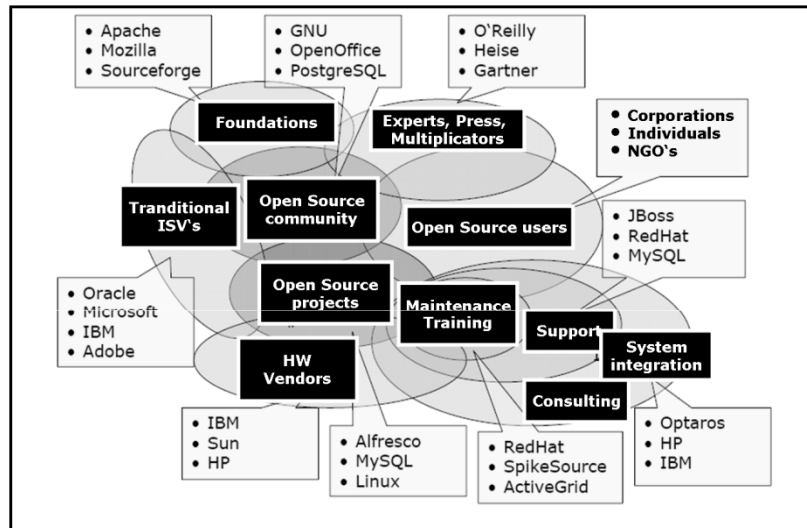 • Apache
• Mozilla
• Sourceforge
• GNU
• OpenOffice
• PostgreSQL
• O'Reilly
• Heise
• Gartner
Foundations
Experts, Press,
Multiplicators
• Corporations
• Individuals
• NGO's
Tranditional
ISV's
Open Source
community
Open Source users
• JBoss
• RedHat
• MySQL
• Oracle
• Microsoft
• IBM
• Adobe
Open Source
projects
Maintenance
Training
Support
System
integration
HW
Vendors
Consulting
• IBM
• Sun
• HP
• Alfresco
• MySQL
• Linux
• RedHat
• SpikeSource
• ActiveGrid
• Optaros
• HP
• IBM